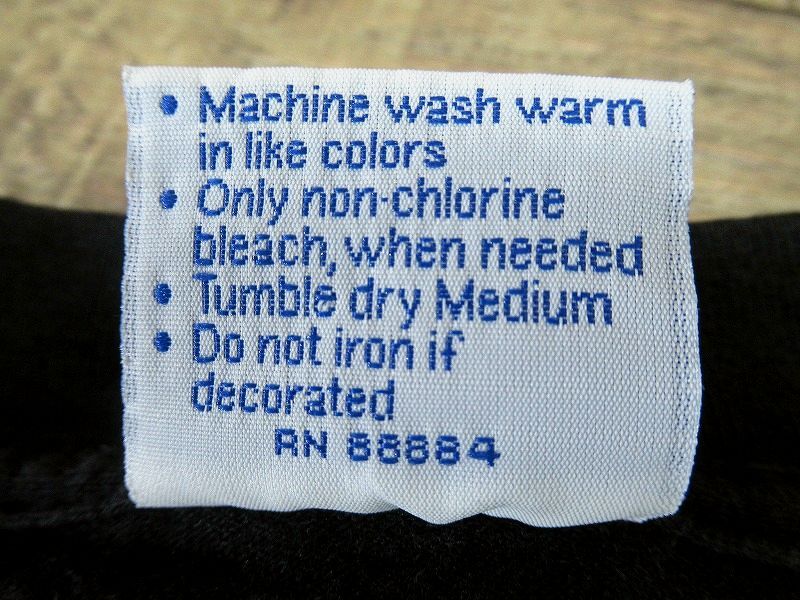 • Machine wash warm
in like colors
• Only non-chlorine
bleach, when needed
• Tumble dry Medium
• Do not iron if
decorated
RN